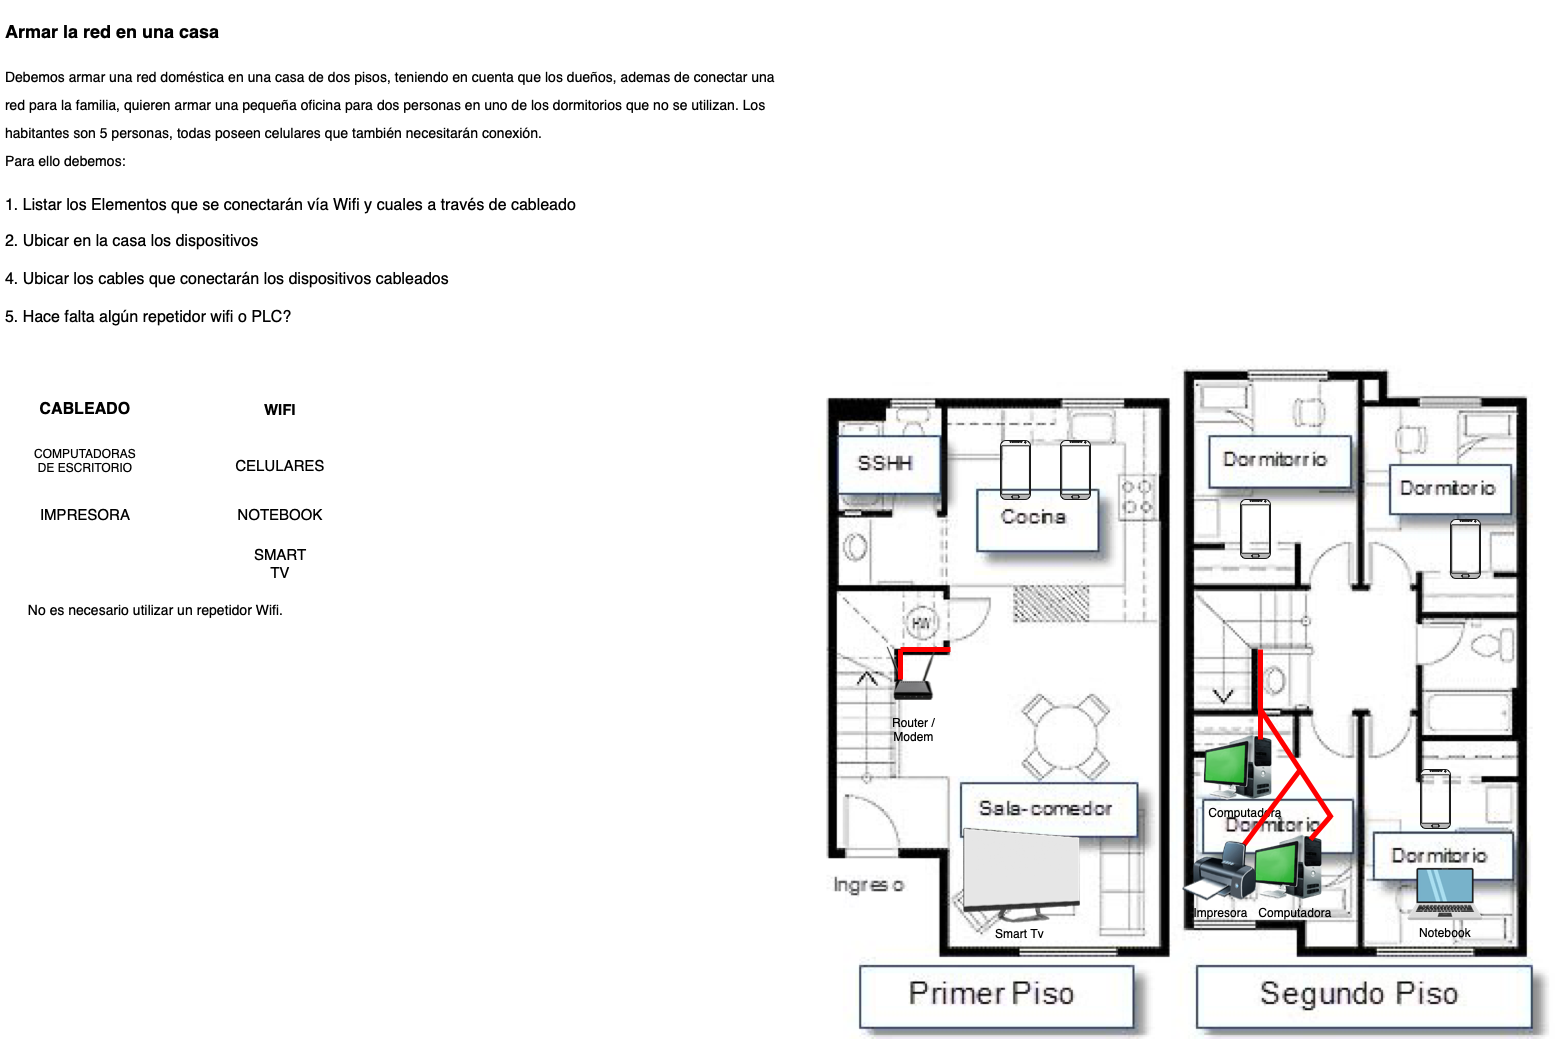 Armar la red en una casa
Debemos armar una red doméstica en una casa de dos pisos, teniendo en cuenta que los dueños, ademas de conectar una
red para la familia, quieren armar una pequeña oficina para dos personas en uno de los dormitorios que no se utilizan. Los
habitantes son 5 personas, todas poseen celulares que también necesitarán conexión.
Para ello debemos:
1. Listar los Elementos que se conectarán vía Wifi y cuales a través de cableado
2. Ubicar en la casa los dispositivos
4. Ubicar los cables que conectarán los dispositivos cableados
5. Hace falta algún repetidor wifi o PLC?
CABLEADO
WIFI
COMPUTADORAS
DE ESCRITORIO
CELULARES
IMPRESORA
NOTEBOOK
SMART
TV
No es necesario utilizar un repetidor Wifi.
SSHH
Cocina
HW
Router /
Modem
Sala-comedor
Ingreso
Smart Tv
Primer Piso
Dormitorrio
Dormitorio
Computadora
Dormitorio
Dormitorio
Impresora
Computadora
Notebook
Segundo Piso